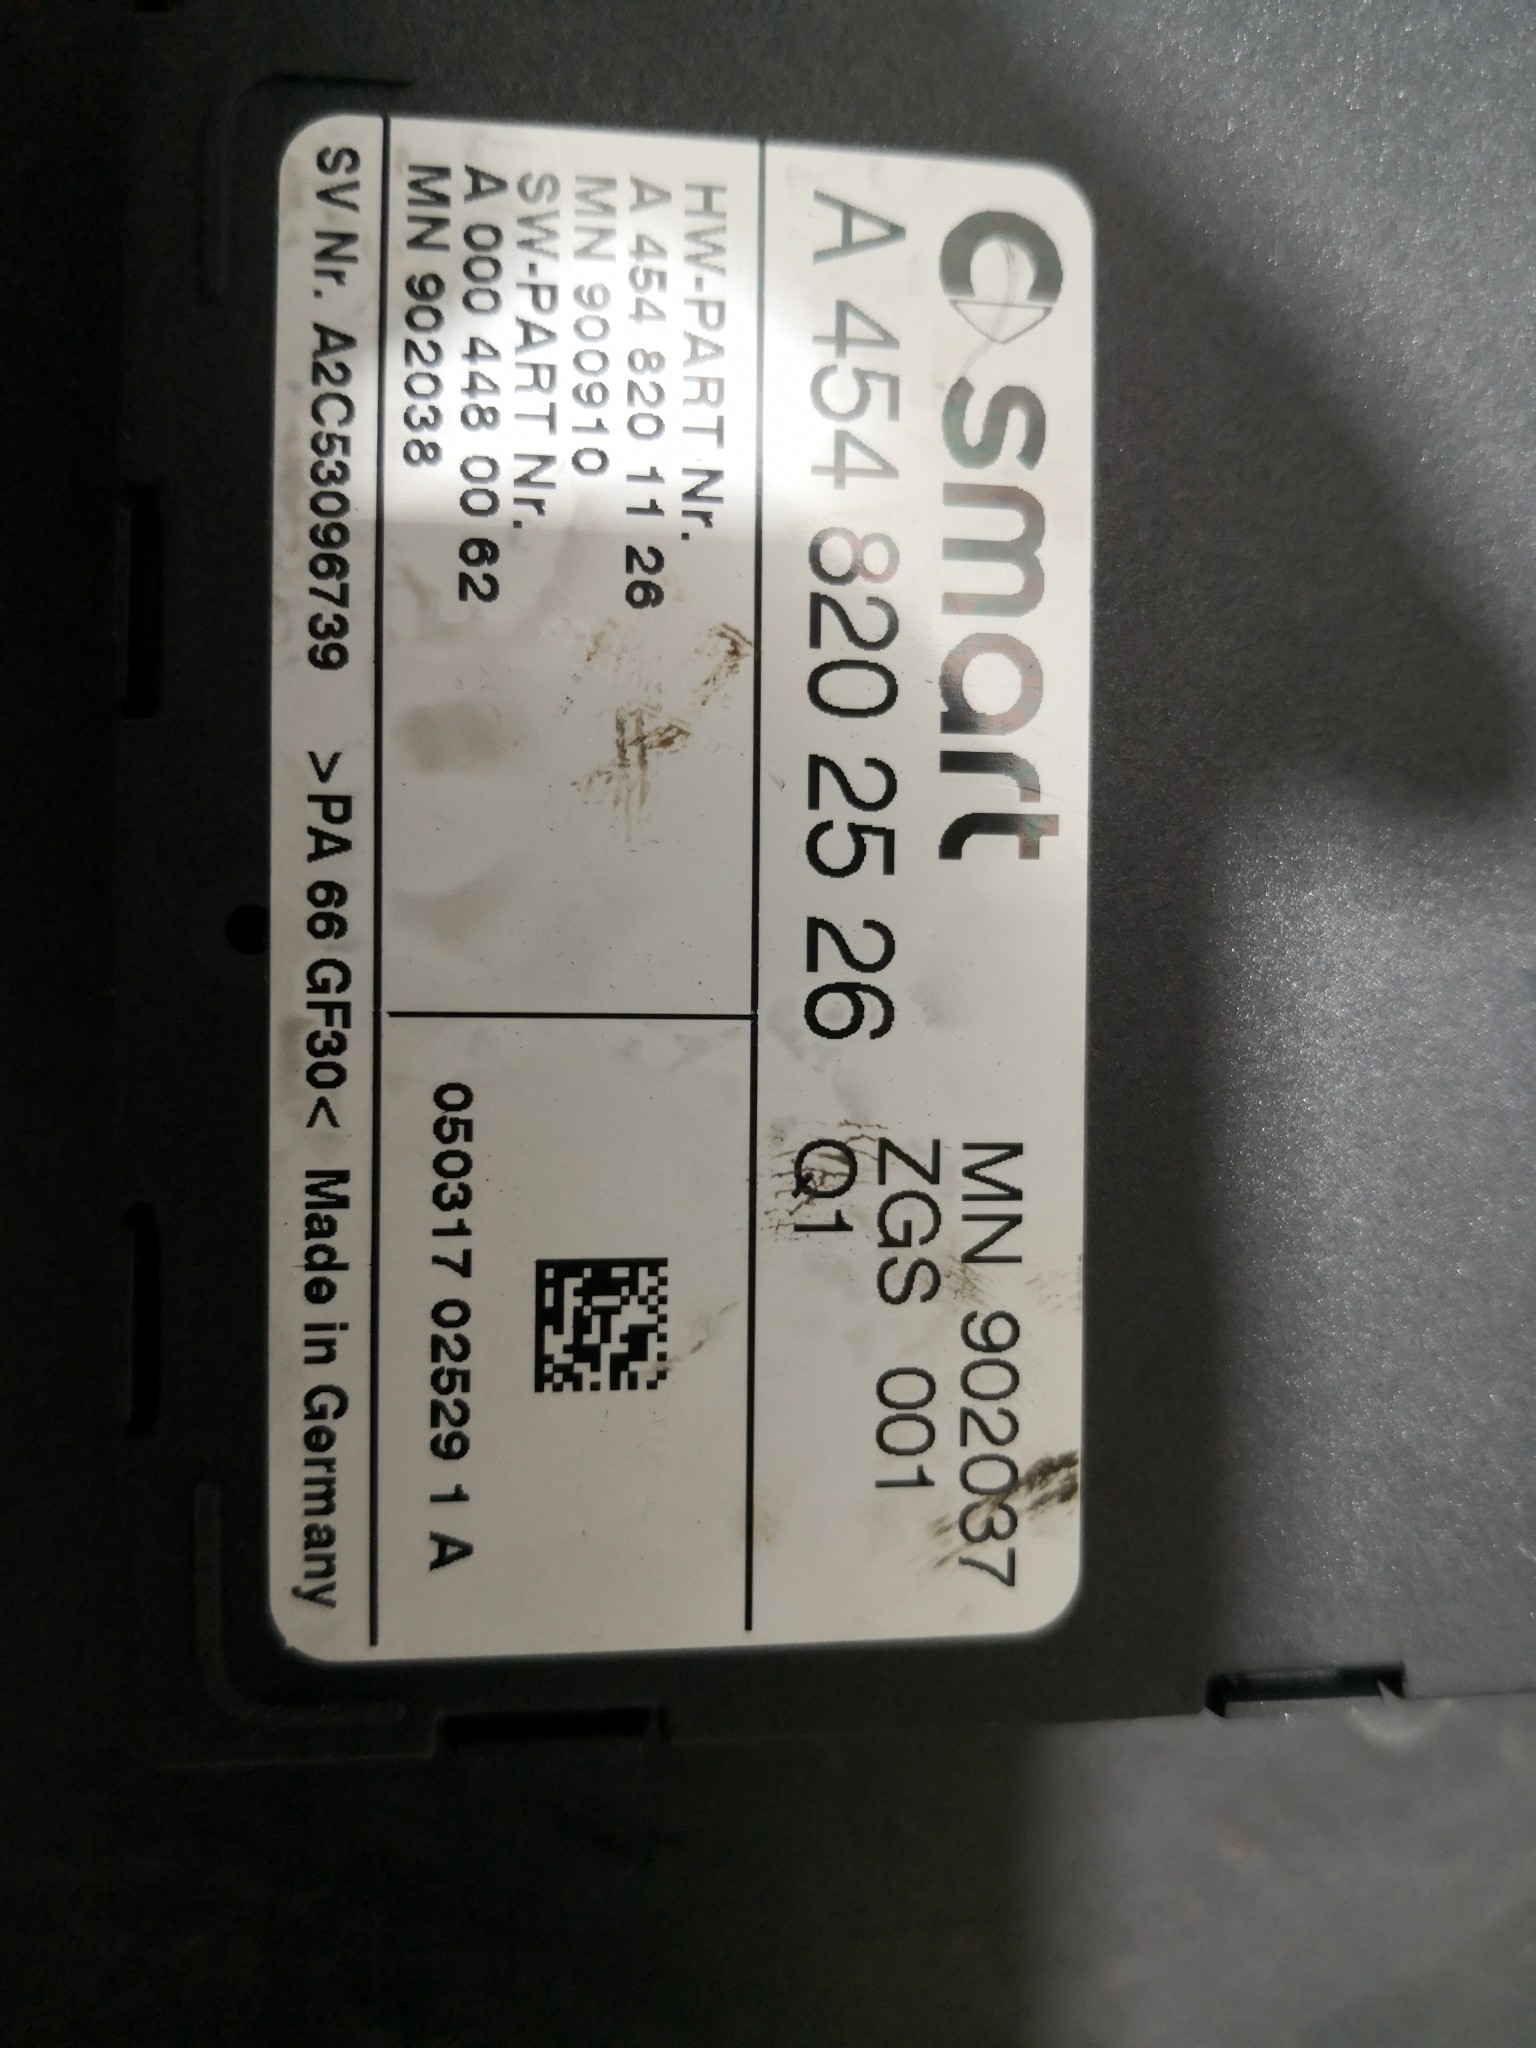 smart
MN 902037
A 454 820 25 26
ZGS 001
Q1
HW-PART Nr.
A 454 820 11 26
MN 900910
SW-PART Nr.
A 000 448 00 62
MN 902038
050317 02529 1 A
SV Nr. A2C53096739 >PA 66 GF30< Made in Germany